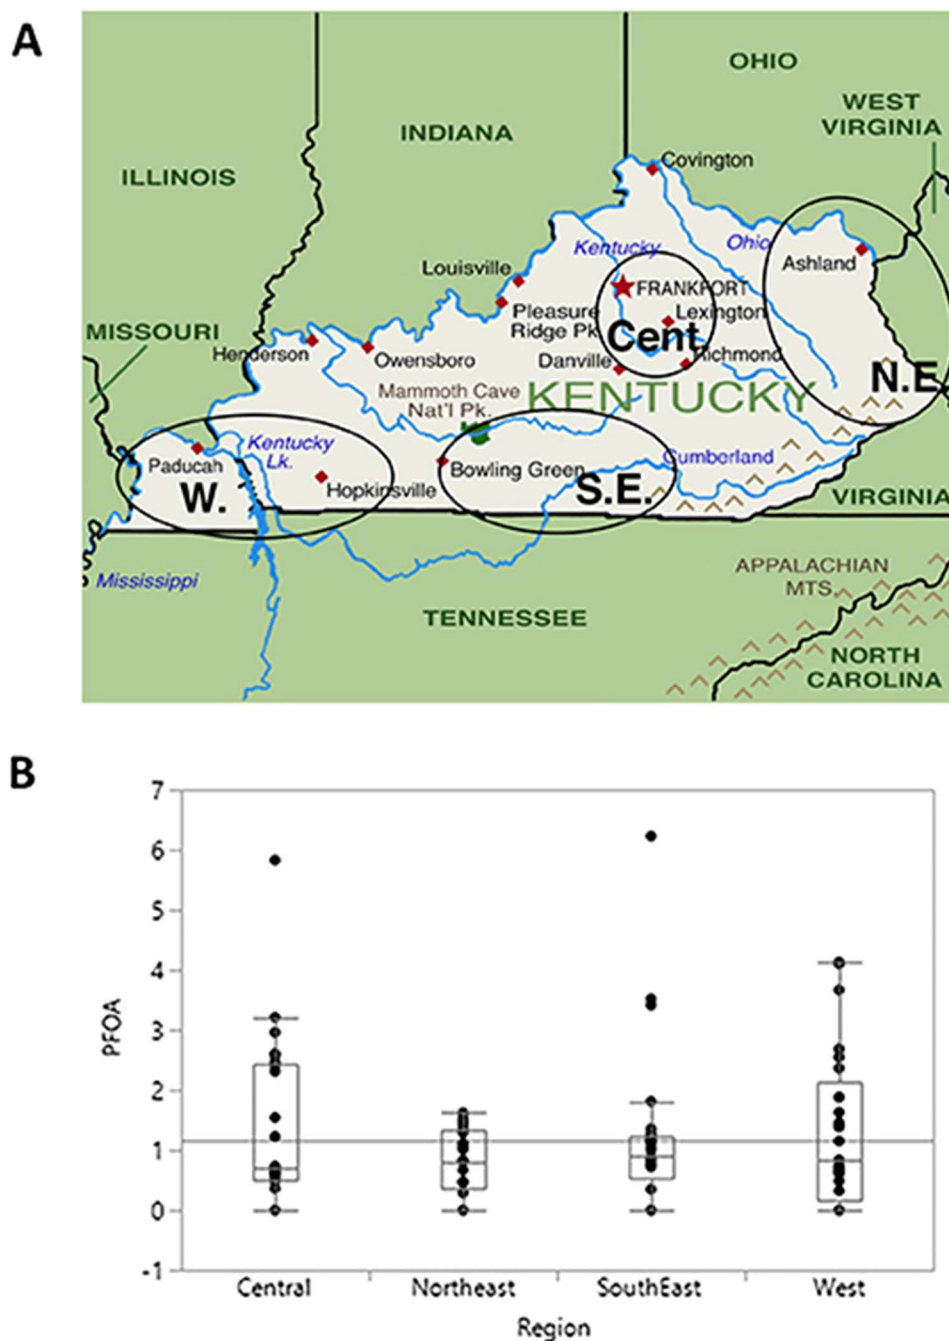 A
OHIO
WEST
VIRGINIA
INDIANA
ILLINOIS
Covington
Kentucky
Ohio
Ashland
Louisville
FRANKFORT
Pleasure
Ridge Pk
Lexington
Cent
MISSOURI
Henderson
Owensboro
Danville
Richmond
Mammoth Cave
Nat'l Pk.
KENTUCKY
N.E
Kentucky
Lk.
Paducah
Bowling Green
Cumberland
W.
Hopkinsville
S.E.
VIRGINIA
Mississippi
APPALACHIAN
MTS.
TENNESSEE
NORTH
CAROLINA
B
7
6
5
4
3
2
1
0
-1
PFOA
Central
Northeast
SouthEast
West
Region